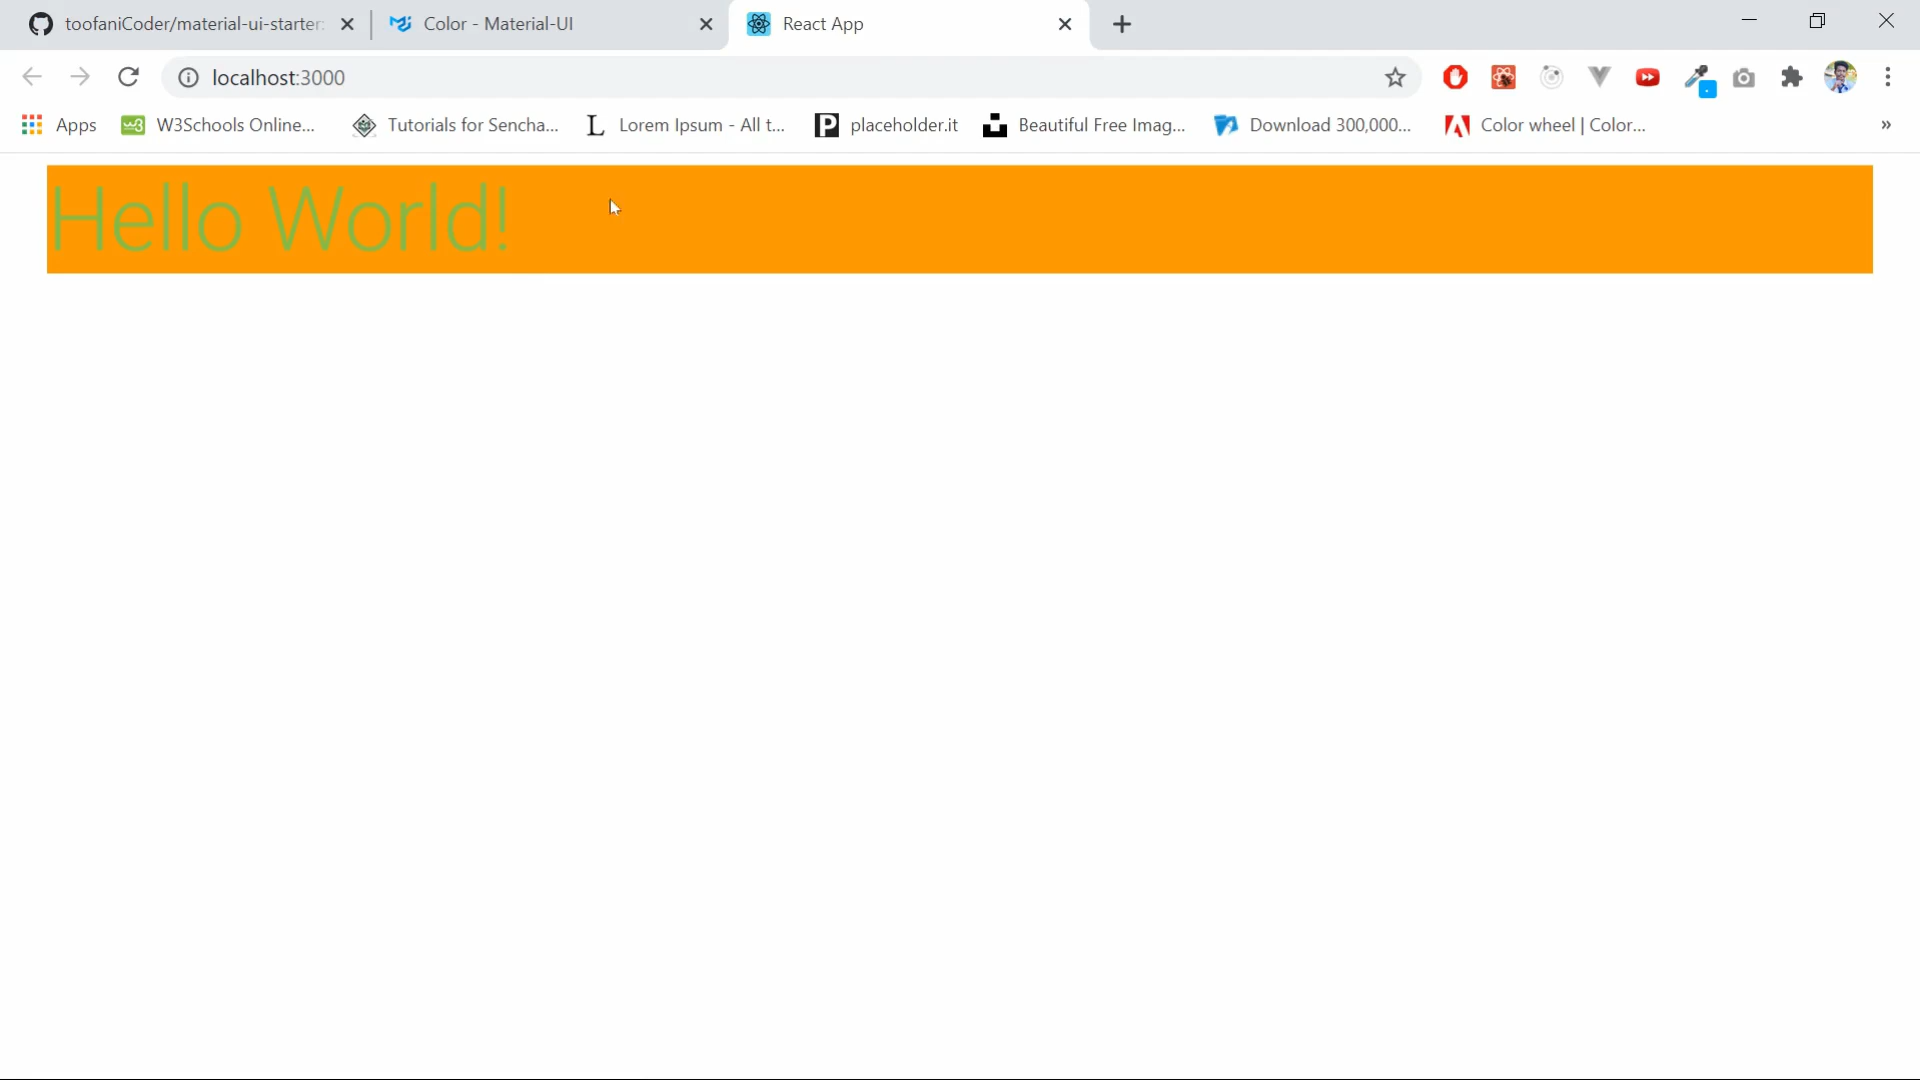 toofaniCoder/material-ui-starter:
Color - Material-UI
React App
localhost:3000
Apps
W3Schools Online...
Tutorials for Sencha...
Lorem Ipsum - All t...
placeholder.it
Beautiful Free Imag...
Download 300,000...
Color wheel | Color...
Hello World!